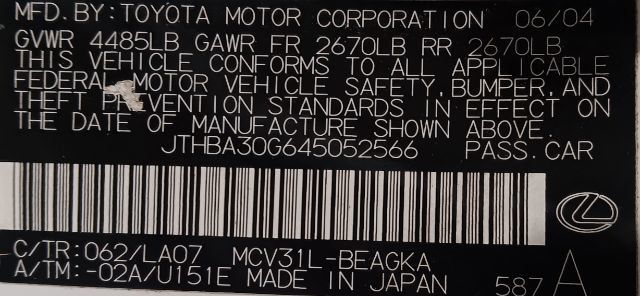 MFD. BY: TOYOTA MOTOR CORPORATION 06/04
GVWR 4485LB GAWR FR 2670LB RR 2670LB
THIS VEHICLE CONFORMS TO ALL APPLICABLE
FEDERAL MOTOR VEHICLE SAFETY, BUMPER, AND
THEFT PREVENTION STANDARDS IN EFFECT ON
THE DATE OF MANUFACTURE SHOWN ABOVE.
JTHBA30G645052566 PASS. CAR
C/TR: 062/LA07 MCV31L-BEAGKA
A/TM: -02A/U151E MADE IN JAPAN 587 A